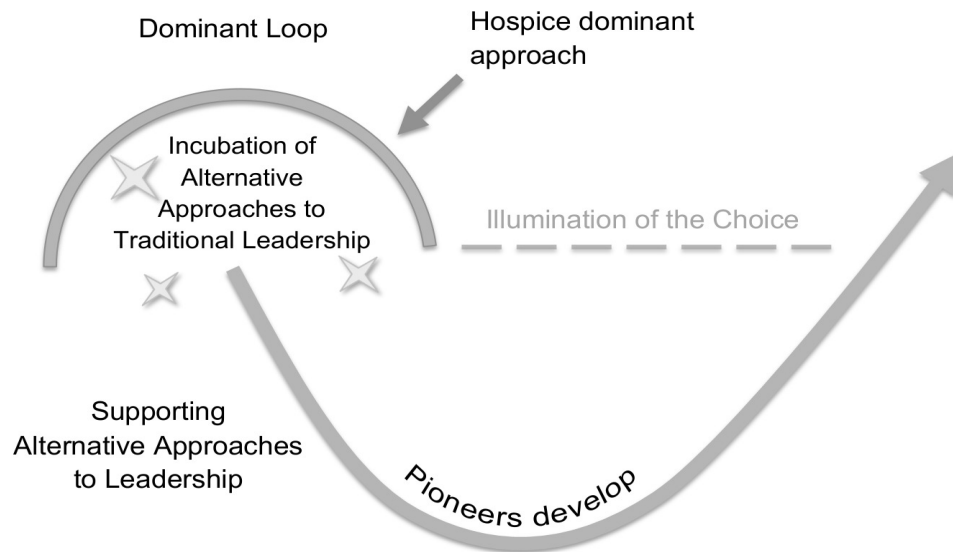 Dominant Loop
Hospice dominant
approach
Incubation of
Alternative
Approaches to
Traditional Leadership
Illumination of the Choice
Supporting
Alternative Approaches
to Leadership
Pioneers develop